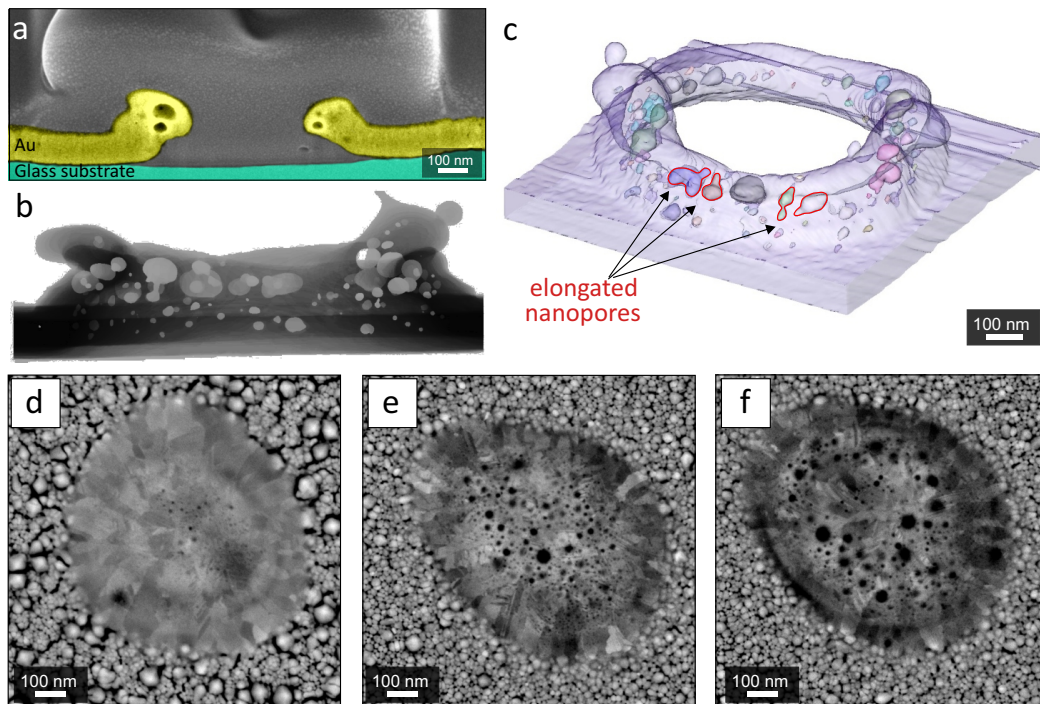 a
Au
Glass substrate
100 nm
b
c
elongated
nanopores
100 nm
d
100 nm
e
100 nm
f
100 nm